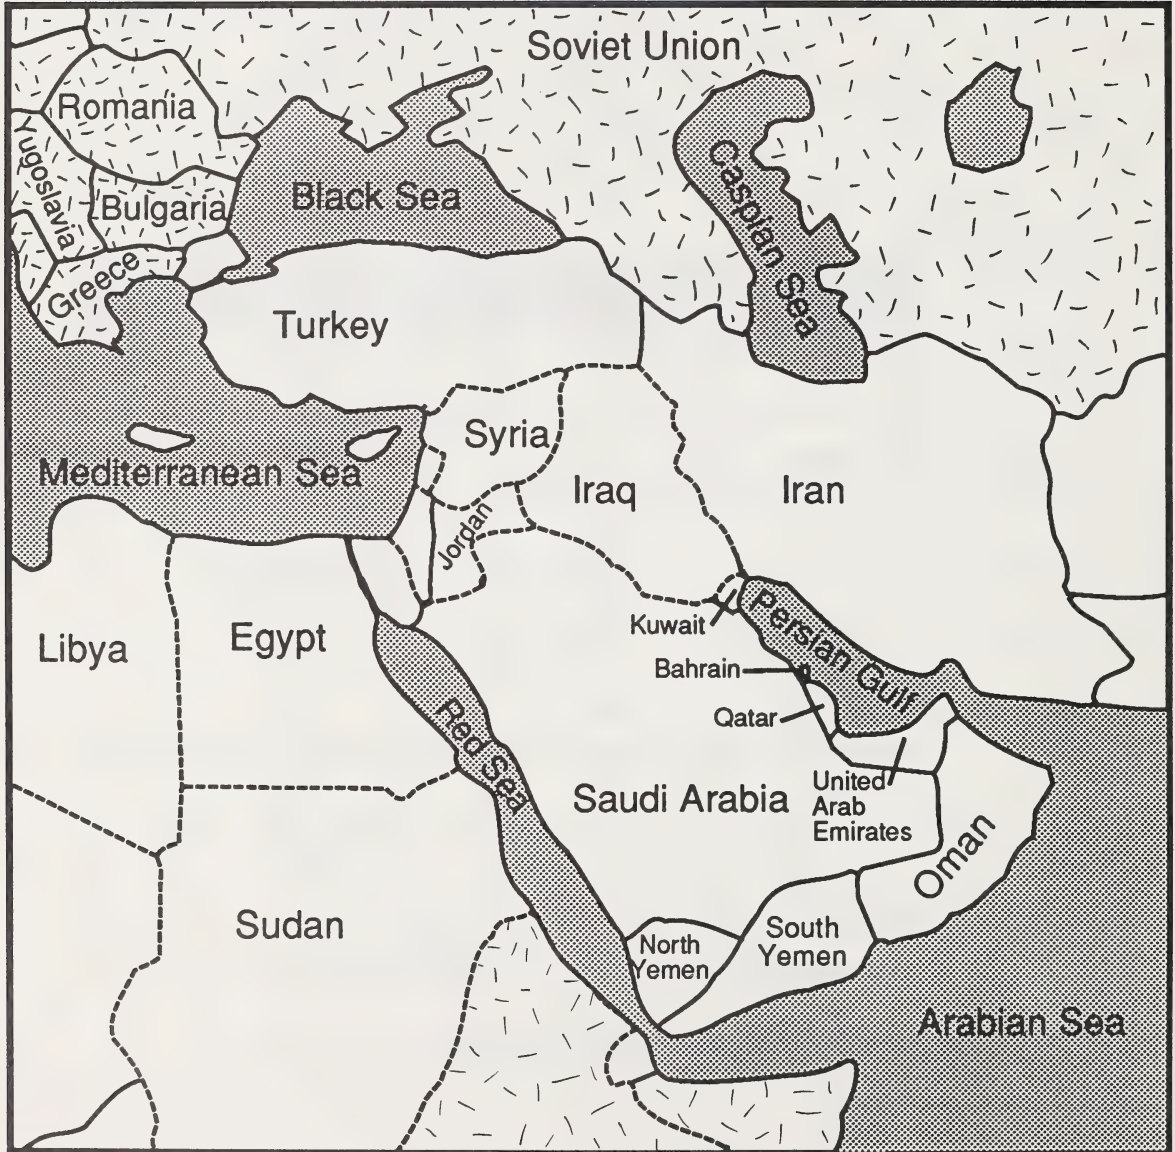 Soviet Union
Romania
Yugoslavia
Bulgaria
Black Sea
Caspian Sea
Greece
Turkey
Syria
Mediterranean Sea
Iraq
Iran
Jordan
Kuwait
Persian Gulf
Libya
Egypt
Bahrain
Qatar
Red Sea
Saudi Arabia
United
Arab
Emirates
Oman
Sudan
North
Yemen
South
Yemen
Arabian Sea